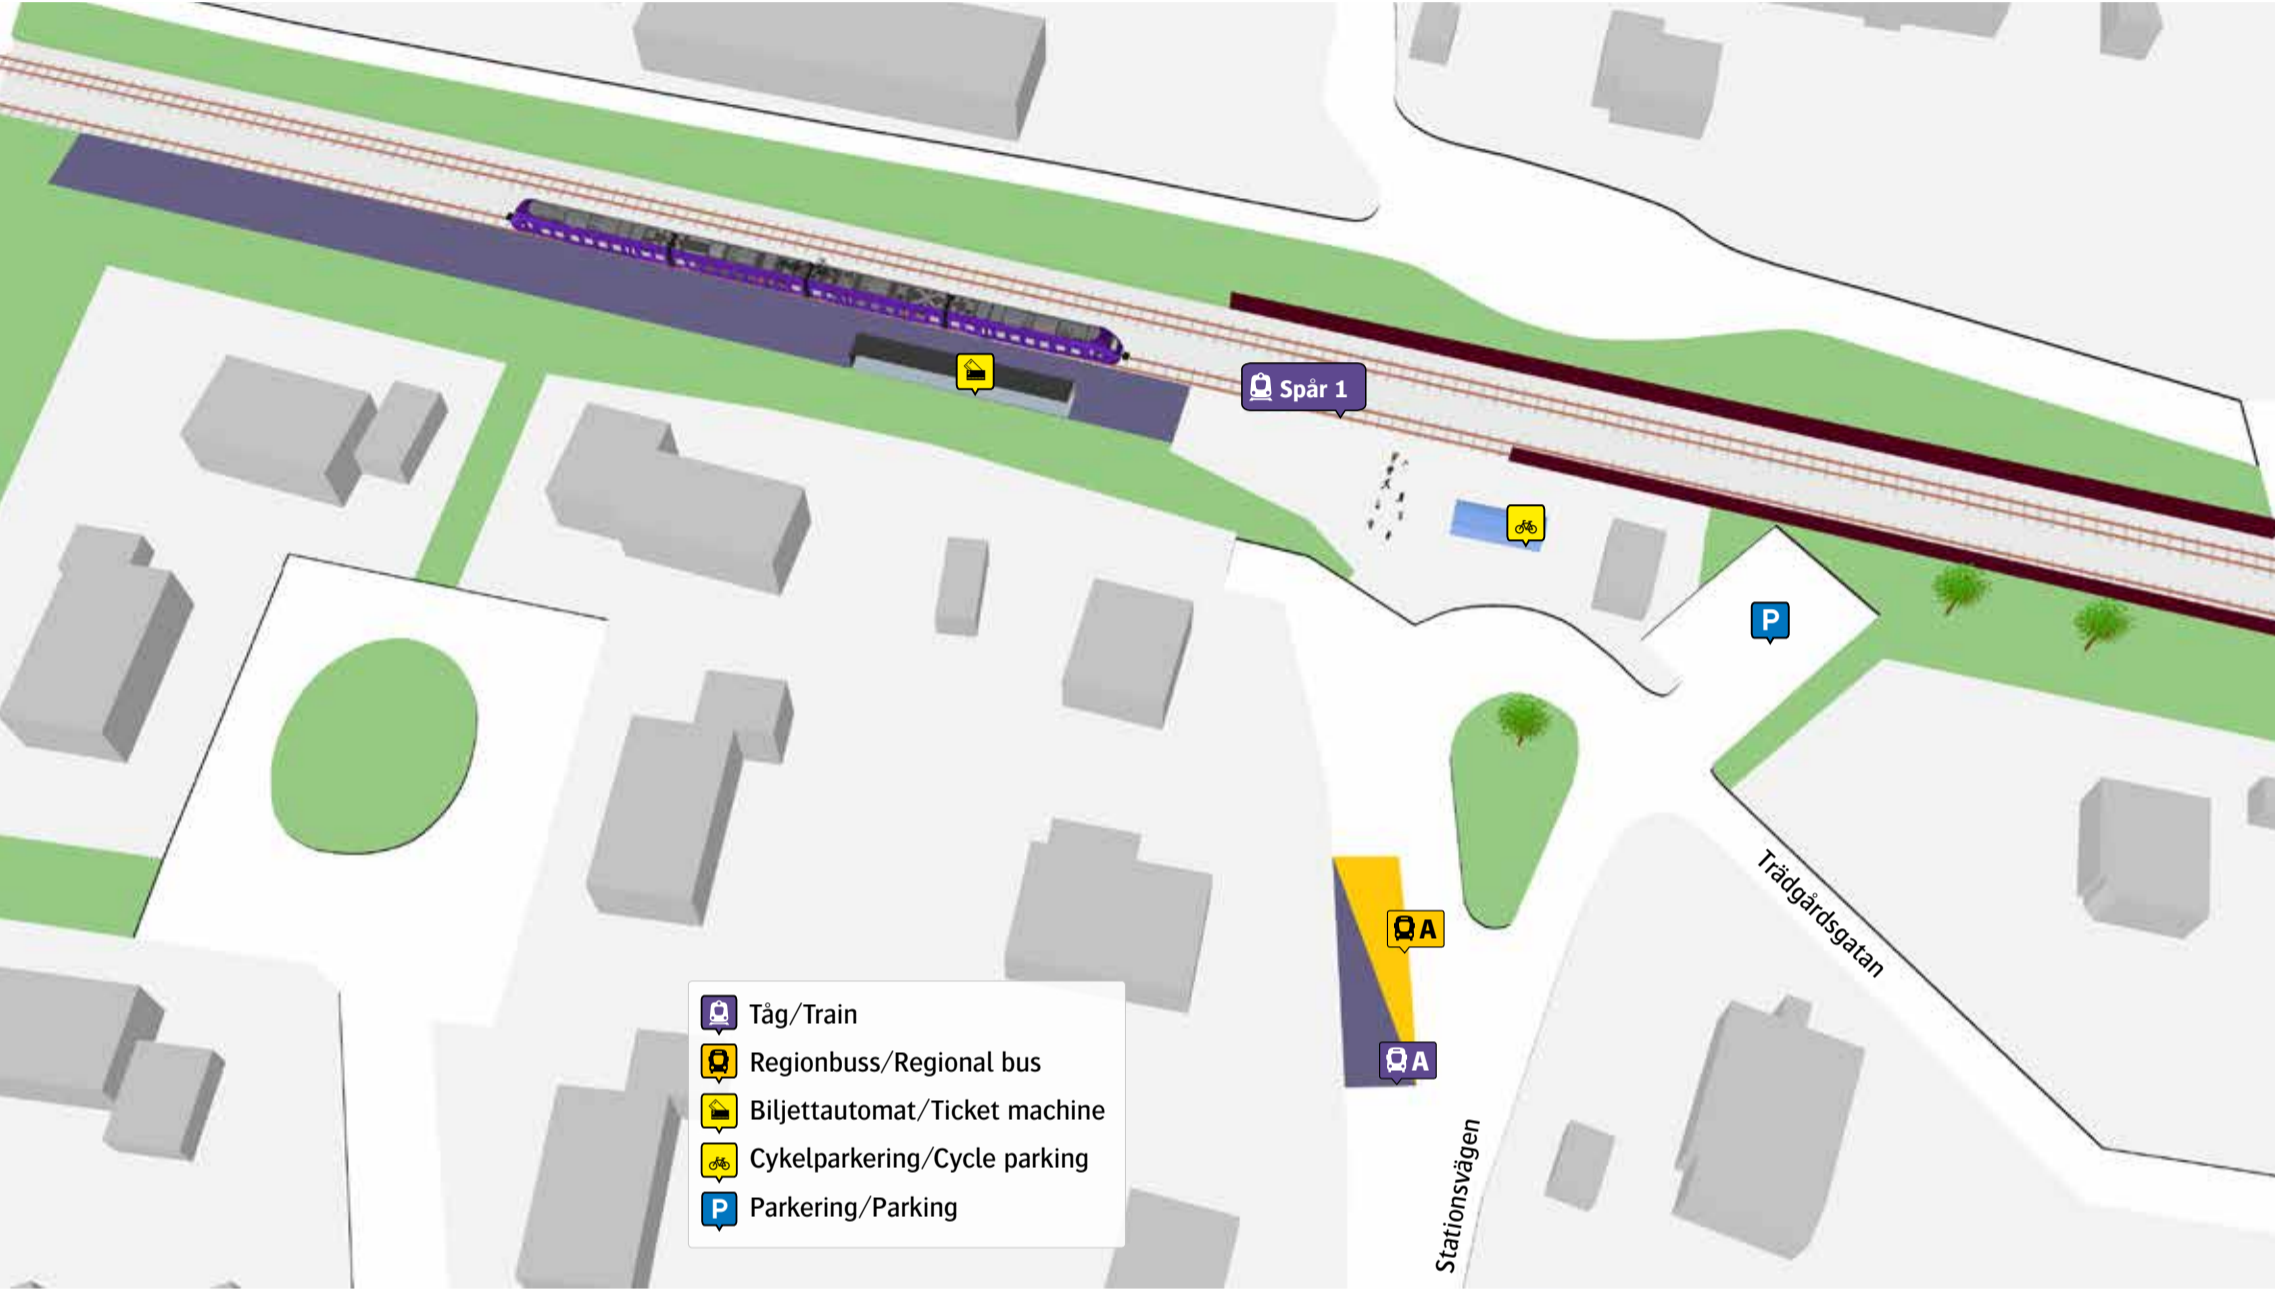 Spår 1
P
A
A
Trädgårdsgatan
Stationsvägen
Tåg/Train
Regionbuss/Regional bus
Biljettautomat/Ticket machine
Cykelparkering/Cycle parking
P Parkering/Parking